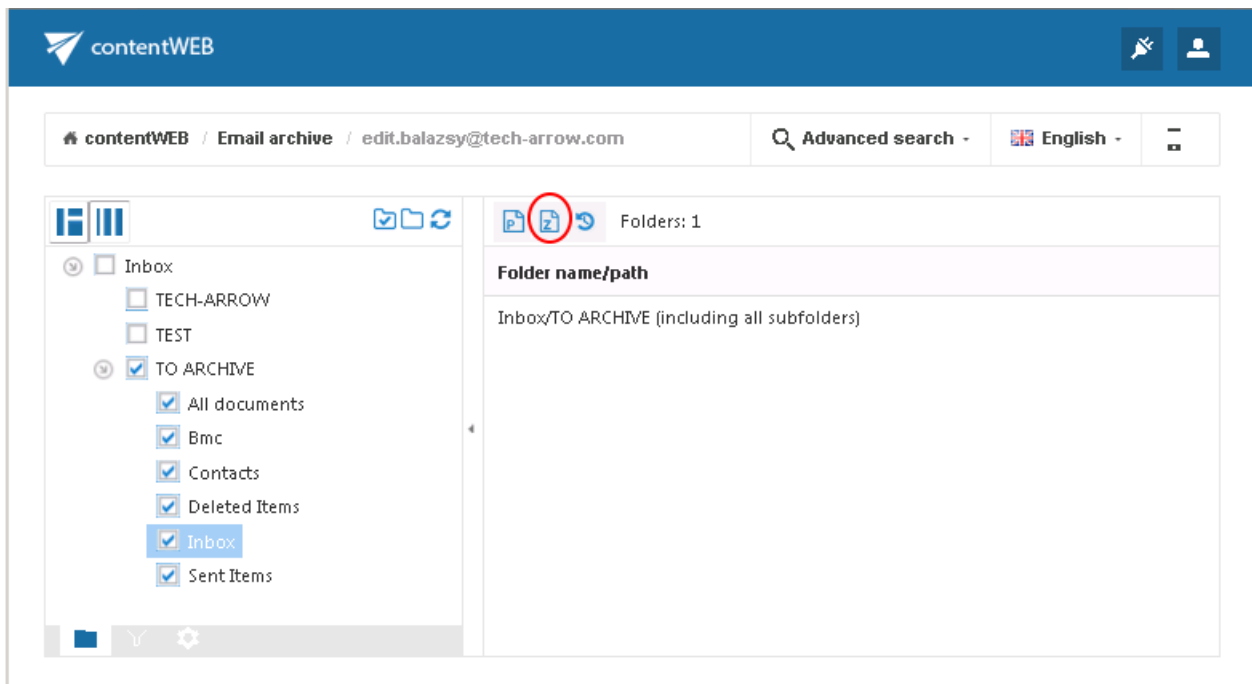 contentWEB
contentWEB / Email archive / edit.balazsy@tech-arrow.com
Advanced search -
English -
P
Z
Folders: 1
Inbox
TECH-ARROW
TEST
TO ARCHIVE
All documents
Bmc
Contacts
Deleted Items
Inbox
Sent Items
Folder name/path
Inbox/TO ARCHIVE (including all subfolders)